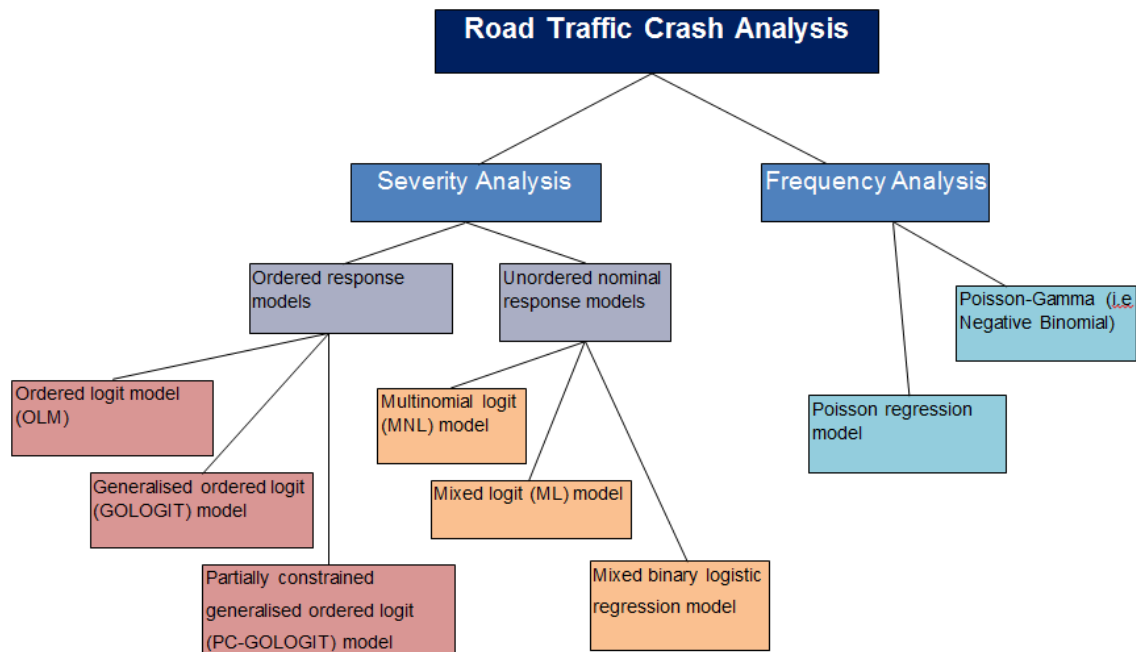 Road Traffic Crash Analysis
Severity Analysis
Frequency Analysis
Ordered response
models
Unordered nominal
response models
Poisson-Gamma (i.e
Negative Binomial)
Ordered logit model
(OLM)
Multinomial logit
(MNL) model
Poisson regression
model
Generalised ordered logit
(GOLOGIT) model
Mixed logit (ML) model
Partially constrained
generalised ordered logit
(PC-GOLOGIT) model
Mixed binary logistic
regression model